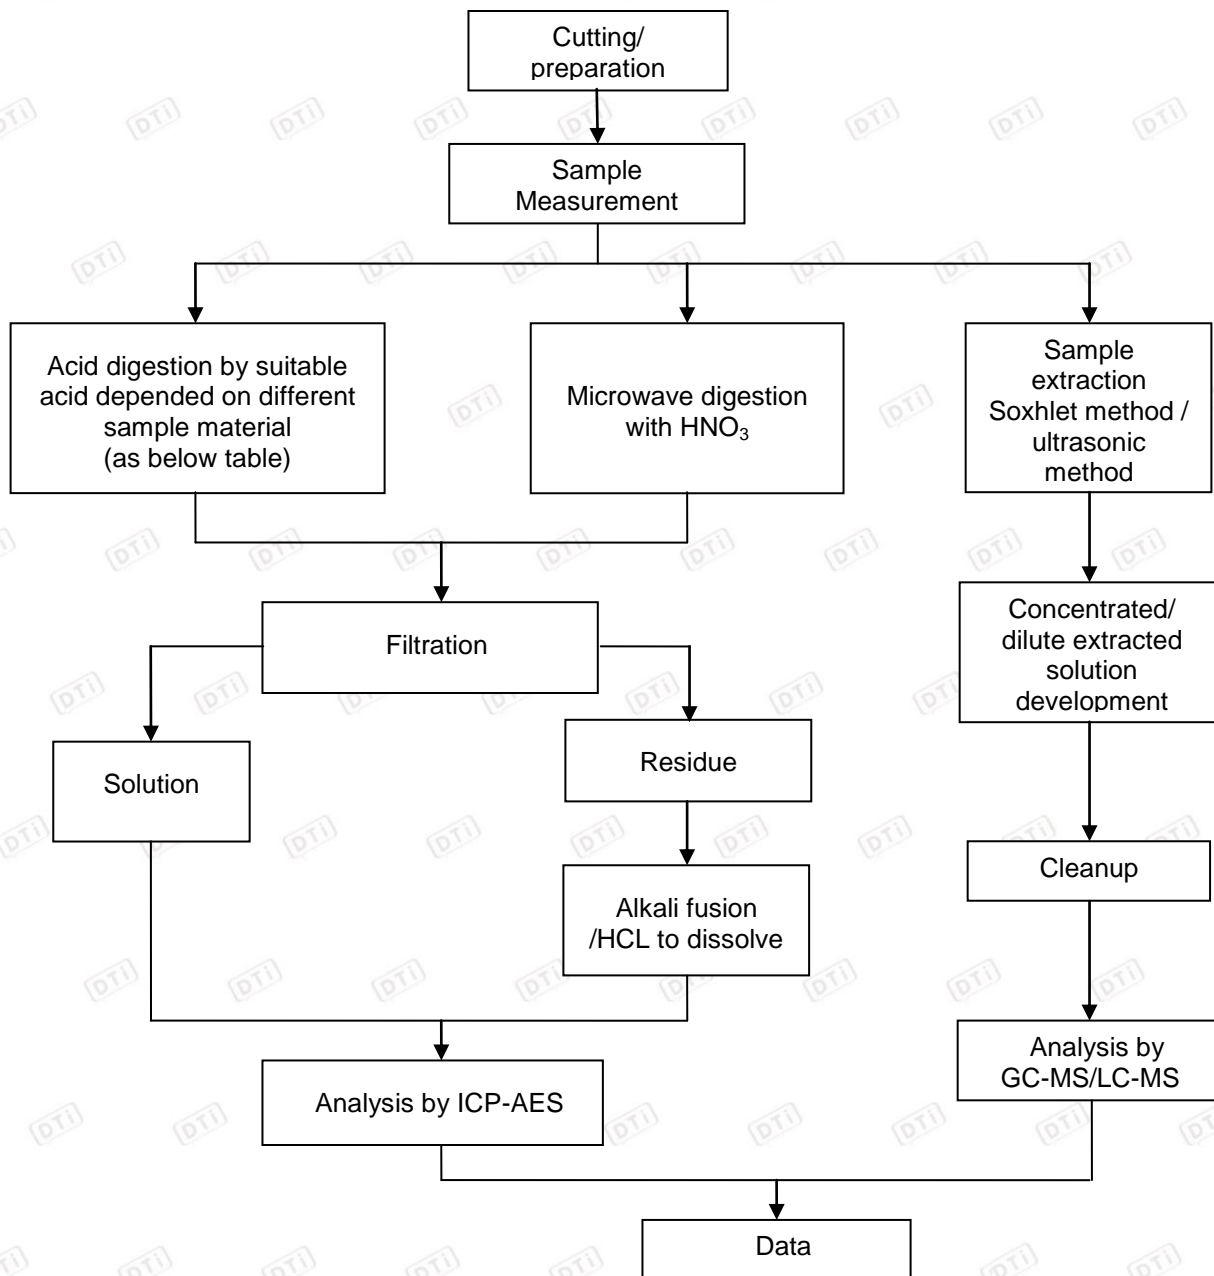 Cutting/
preparation
Sample
Measurement
Acid digestion by suitable
acid depended on different
sample material
(as below table)
Microwave digestion
with HNO₃
Sample
extraction
Soxhlet method /
ultrasonic
method
Filtration
Concentrated/
dilute extracted
solution
development
Solution
Residue
Cleanup
Alkali fusion
/HCL to dissolve
Analysis by ICP-AES
Analysis by
GC-MS/LC-MS
Data
DTi